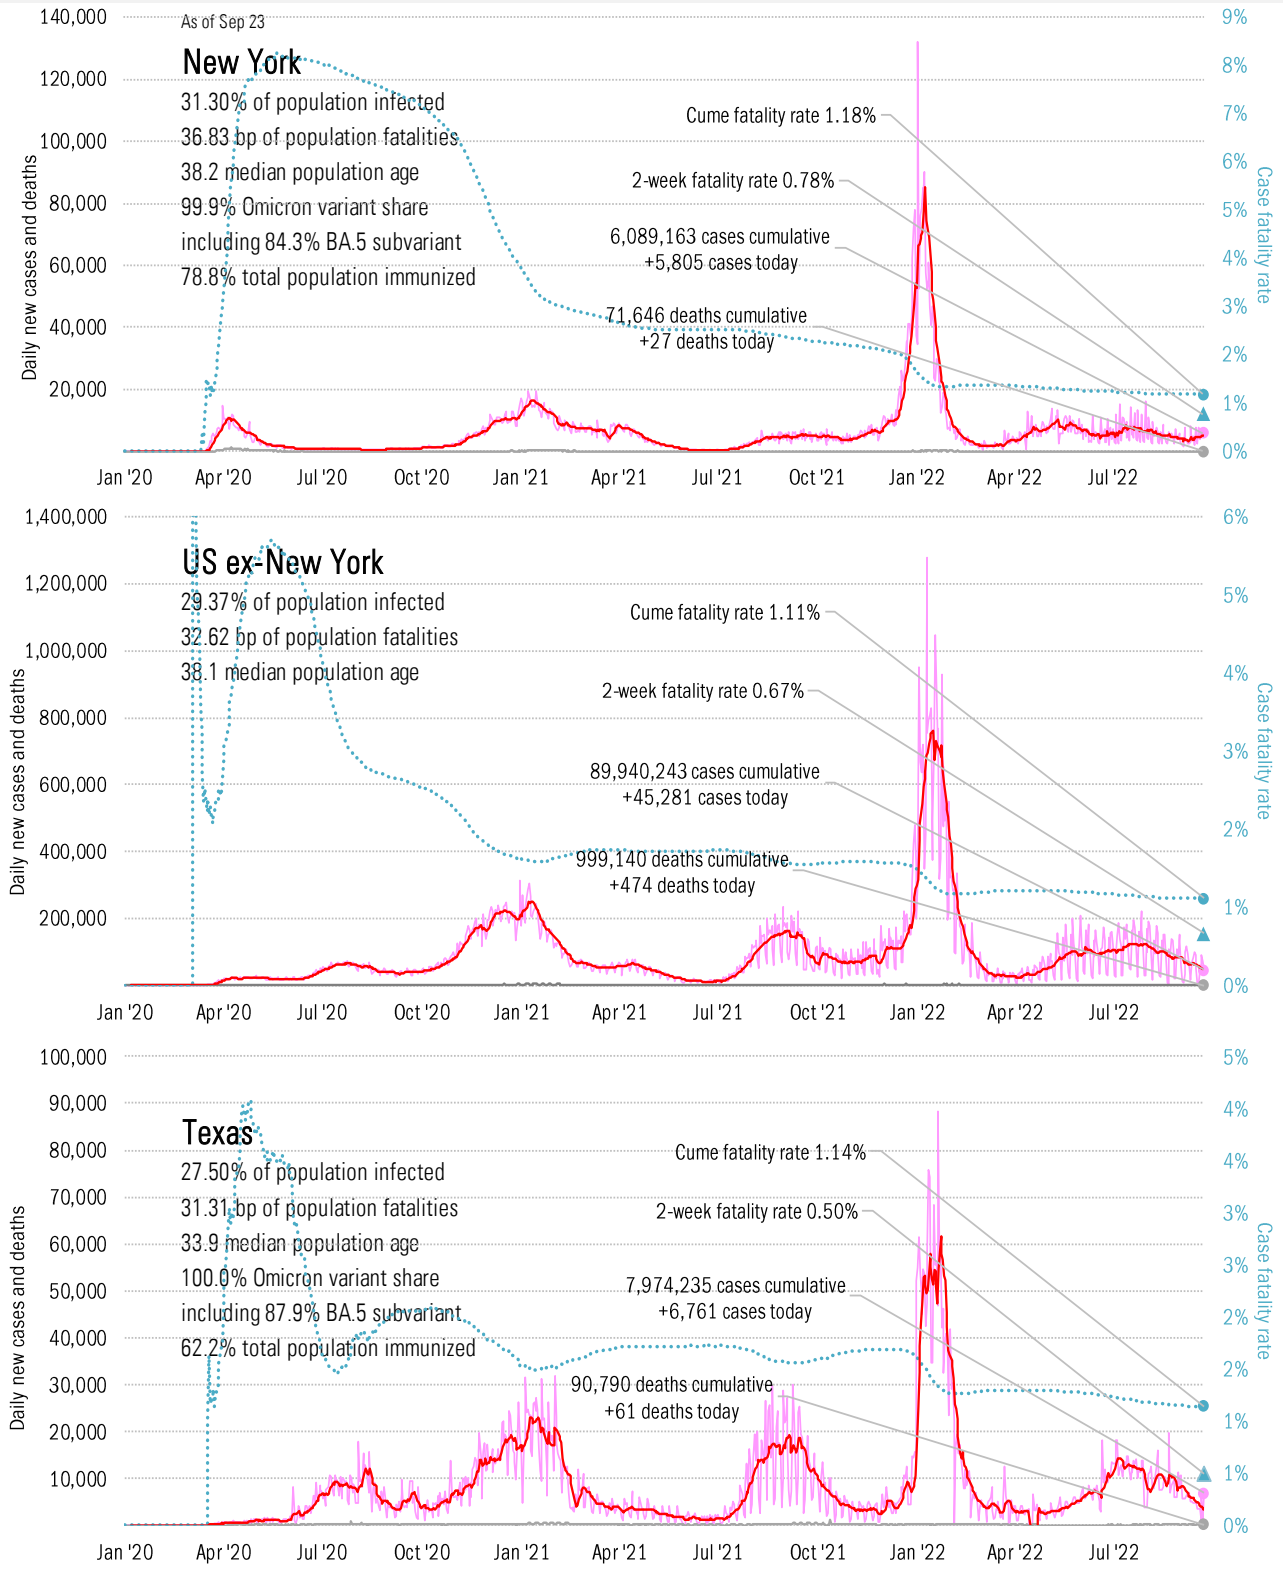 As of Sep 23
New York
31.30% of population infected
36.83 bp of population fatalities
38.2 median population age
99.9% Omicron variant share
including 84.3% BA.5 subvariant
78.8% total population immunized
Cume fatality rate 1.18%
2-week fatality rate 0.78%
6,089,163 cases cumulative
+5,805 cases today
71,646 deaths cumulative
+27 deaths today
Daily new cases and deaths
140,000
120,000
100,000
80,000
60,000
40,000
20,000
9%
8%
7%
6%
5%
4%
3%
2%
1%
0%
Case fatality rate
Jan '20 Apr '20 Jul '20 Oct '20 Jan '21 Apr '21 Jul '21 Oct '21 Jan '22 Apr '22 Jul '22
US ex-New York
29.37% of population infected
32.62 bp of population fatalities
38.1 median population age
Cume fatality rate 1.11%
2-week fatality rate 0.67%
89,940,243 cases cumulative
+45,281 cases today
999,140 deaths cumulative
+474 deaths today
Daily new cases and deaths
1,400,000
1,200,000
1,000,000
800,000
600,000
400,000
200,000
6%
5%
4%
3%
2%
1%
0%
Case fatality rate
Jan '20 Apr '20 Jul '20 Oct '20 Jan '21 Apr '21 Jul '21 Oct '21 Jan '22 Apr '22 Jul '22
Texas
27.50% of population infected
31.31 bp of population fatalities
33.9 median population age
100.0% Omicron variant share
including 87.9% BA.5 subvariant
62.2% total population immunized
Cume fatality rate 1.14%
2-week fatality rate 0.50%
7,974,235 cases cumulative
+6,761 cases today
90,790 deaths cumulative
+61 deaths today
Daily new cases and deaths
100,000
90,000
80,000
70,000
60,000
50,000
40,000
30,000
20,000
10,000
5%
4%
4%
3%
3%
2%
2%
1%
1%
0%
Case fatality rate
Jan '20 Apr '20 Jul '20 Oct '20 Jan '21 Apr '21 Jul '21 Oct '21 Jan '22 Apr '22 Jul '22